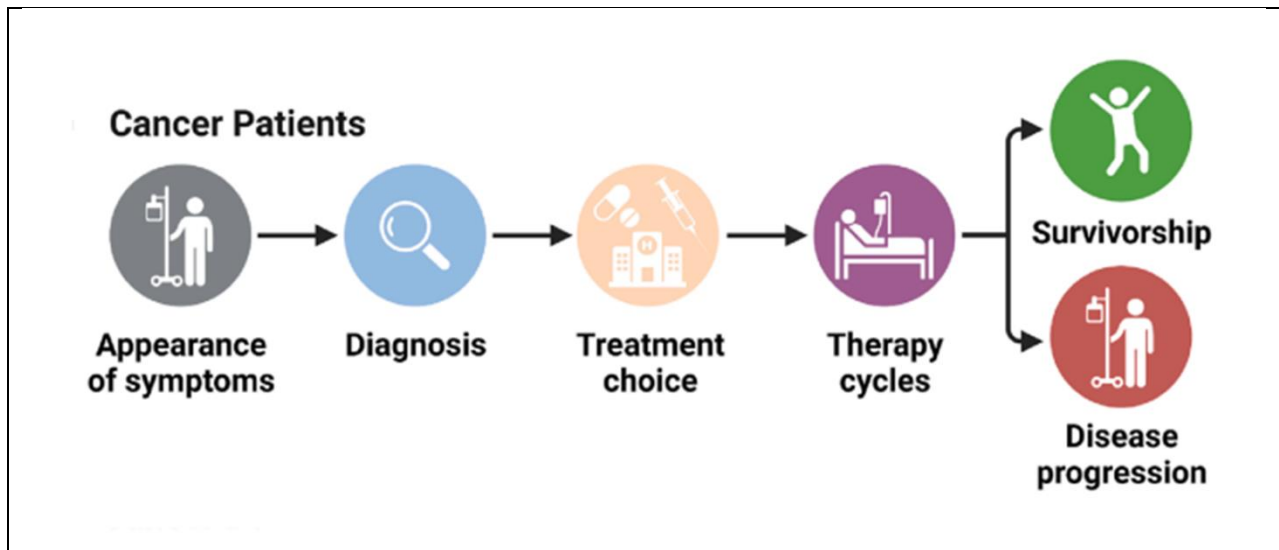 Cancer Patients
Appearance
of symptoms
Diagnosis
Treatment
choice
H
Therapy
cycles
Survivorship
Disease
progression